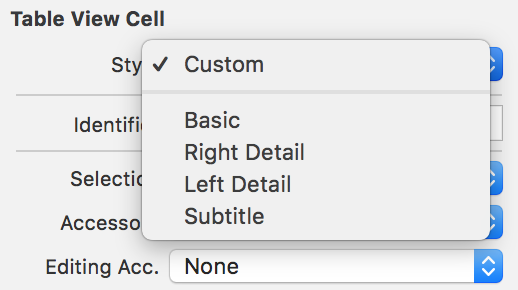 Table View Cell
Sty
✓ Custom
Identifi
Basic
Right Detail
Selectio
Left Detail
Accesso
Subtitle
Editing Acc. None